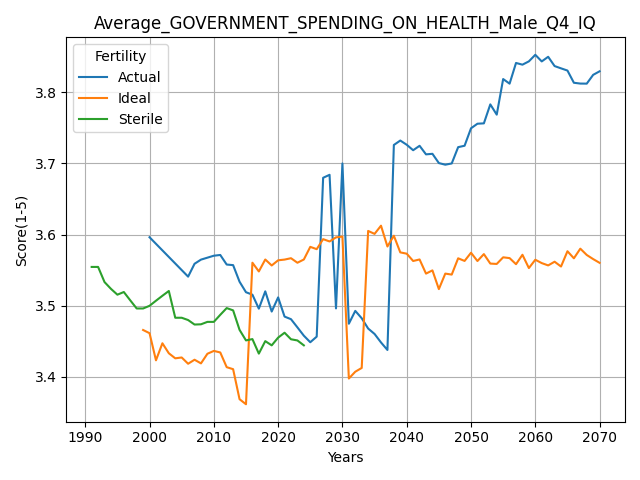 Average_GOVERNMENT_SPENDING_ON_HEALTH_Male_Q4_IQ
Fertility
Actual
Ideal
Sterile
Score(1-5)
3.8
3.7
3.6
3.5
3.4
1990
2000
2010
2020
2030
2040
2050
2060
2070
Years